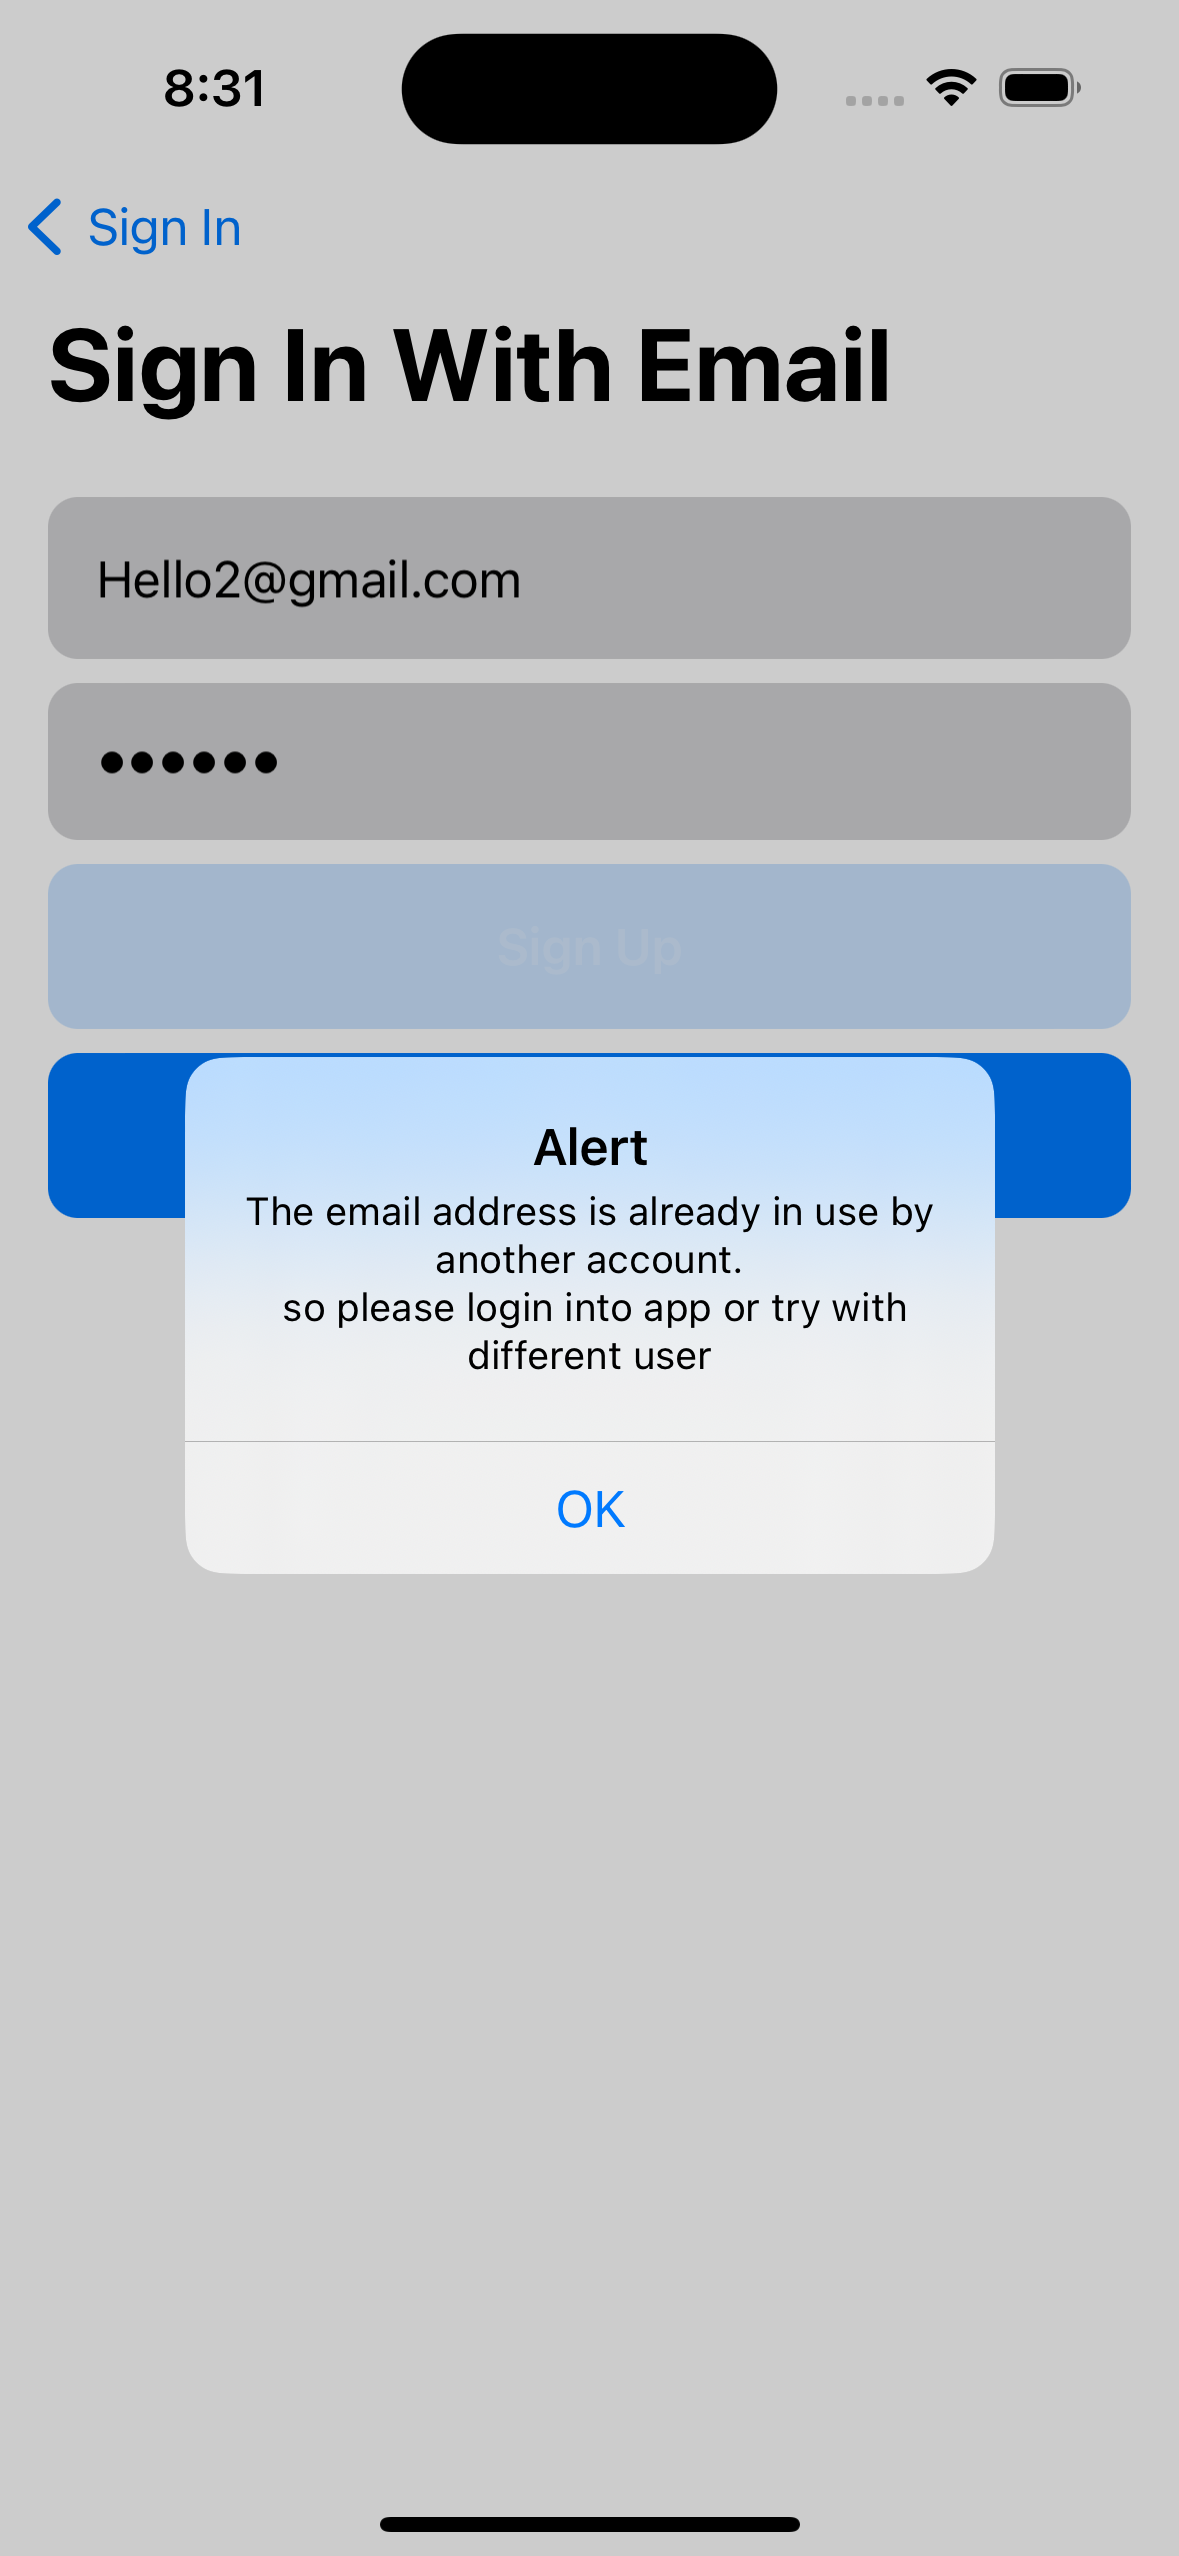 8:31
Sign In
Sign In With Email
Hello2@gmail.com
••••••
Sign Up
Alert
The email address is already in use by
another account.
so please login into app or try with
different user
OK